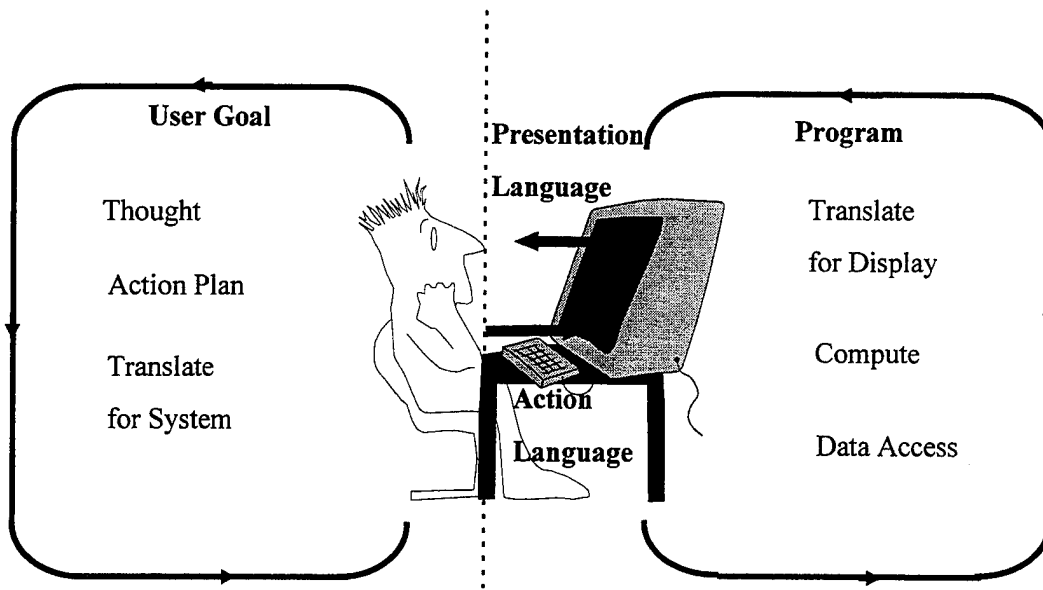 User Goal
Thought
Action Plan
Translate
for System
Presentation
Language
Action
Language
Program
Translate
for Display
Compute
Data Access